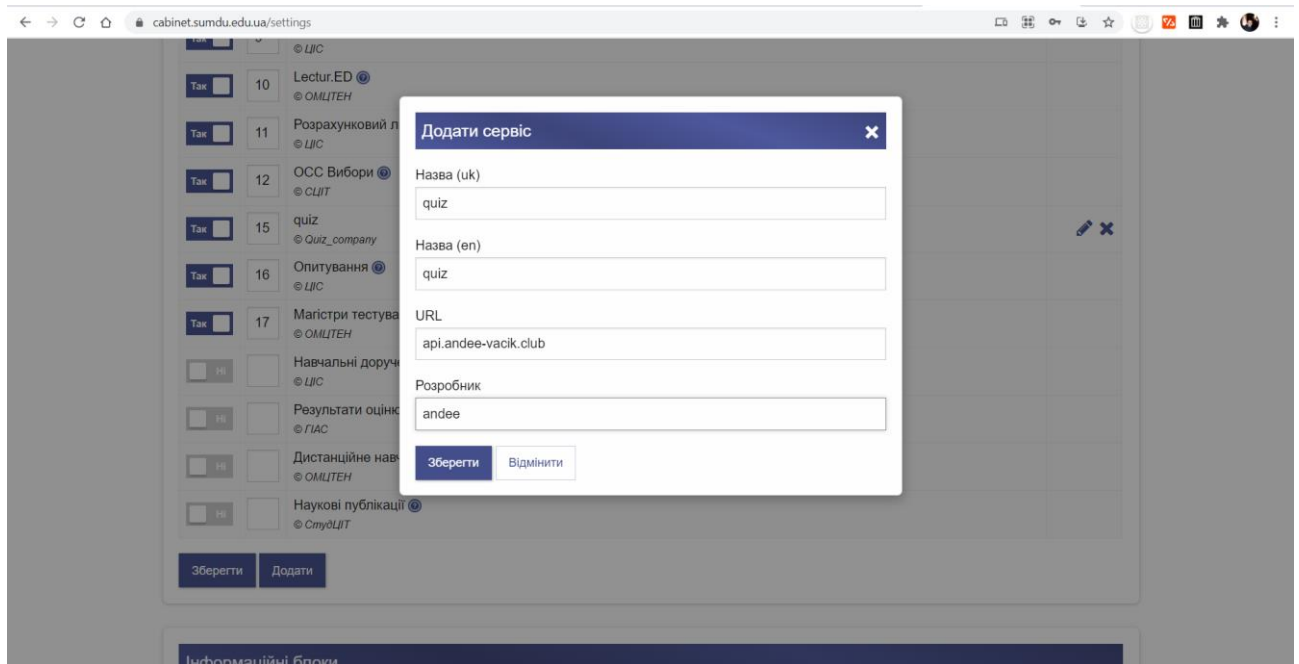 cabinet.sumdu.edu.ua/settings
© ЦІС
Так 10 Lectur.ED
© ОМЦТЕН
Так 11 Розрахунковий л
© ЦІС
Так 12 ОСС Вибори
© СЦІТ
Так 15 quiz
© Quiz_company
Так 16 Опитування
© ЦІС
Так 17 Магістри тестува
© ОМЦТЕН
Ні Навчальні доруче
© ЦІС
Ні Результати оціню
© ГІАС
Ні Дистанційне навч
© ОМЦТЕН
Ні Наукові публікації
© СтудЦІТ
Зберегти Додати
Інформаційні блоки
Додати сервіс
Назва (uk)
quiz
Назва (en)
quiz
URL
api.andee-vacik.club
Розробник
andee
Зберегти Відмінити